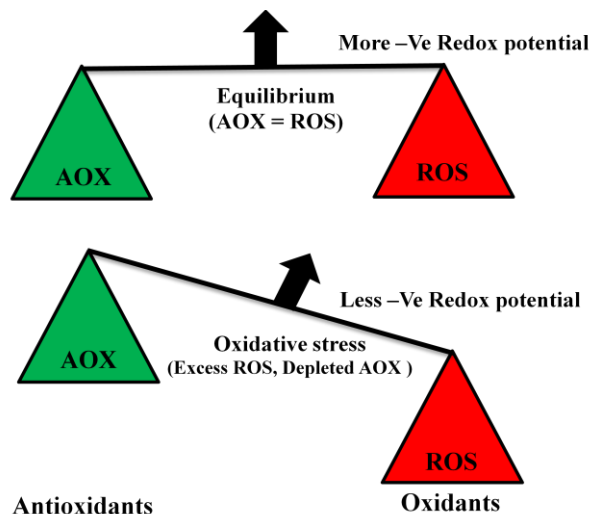 More –Ve Redox potential
Equilibrium
(AOX = ROS)
AOX
ROS
Less –Ve Redox potential
Oxidative stress
(Excess ROS, Depleted AOX )
AOX
ROS
Antioxidants
Oxidants